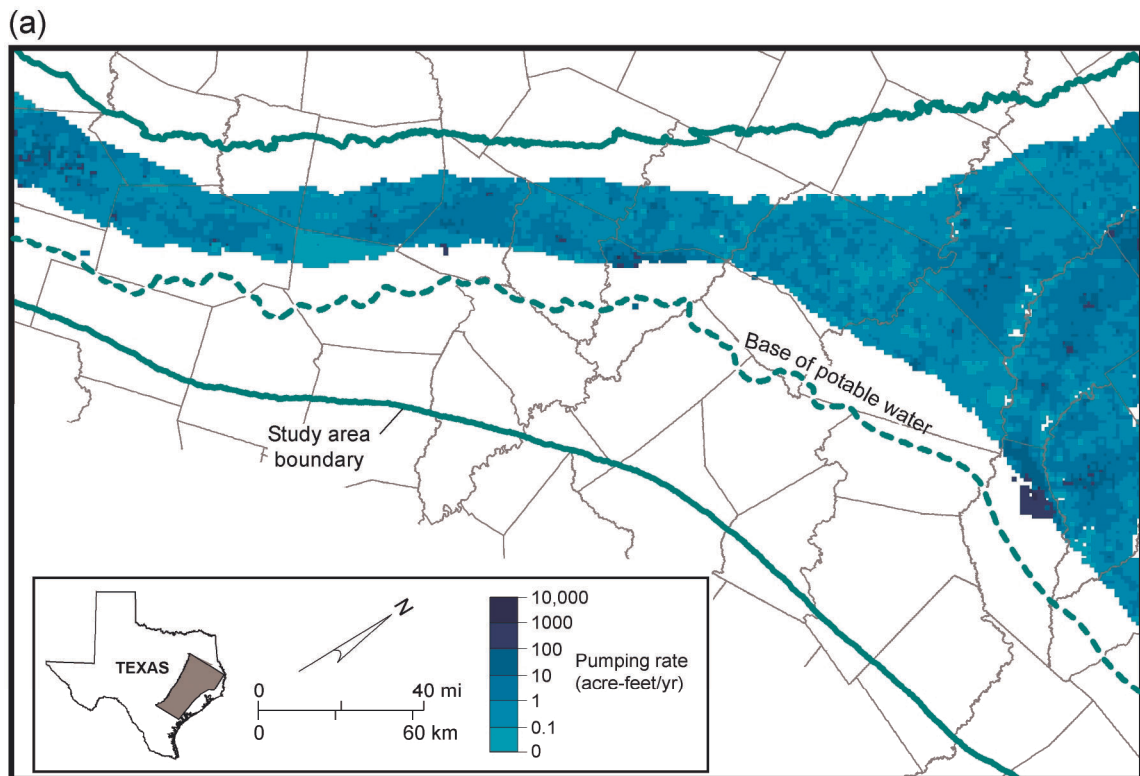 (a)
Base of potable water
Study area
boundary
TEXAS
N
0 40 mi
0 60 km
10,000
1000
100
10
1
0.1
0
Pumping rate
(acre-feet/yr)